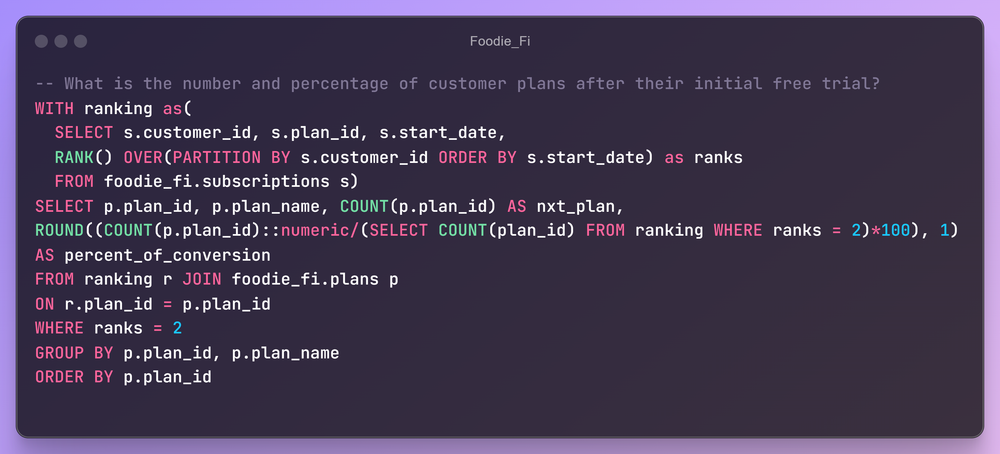 Foodie_Fi
-- What is the number and percentage of customer plans after their initial free trial?
WITH ranking as(
  SELECT s.customer_id, s.plan_id, s.start_date,
  RANK() OVER(PARTITION BY s.customer_id ORDER BY s.start_date) as ranks
  FROM foodie_fi.subscriptions s)
SELECT p.plan_id, p.plan_name, COUNT(p.plan_id) AS nxt_plan,
ROUND((COUNT(p.plan_id)::numeric/(SELECT COUNT(plan_id) FROM ranking WHERE ranks = 2)*100), 1)
AS percent_of_conversion
FROM ranking r JOIN foodie_fi.plans p
ON r.plan_id = p.plan_id
WHERE ranks = 2
GROUP BY p.plan_id, p.plan_name
ORDER BY p.plan_id